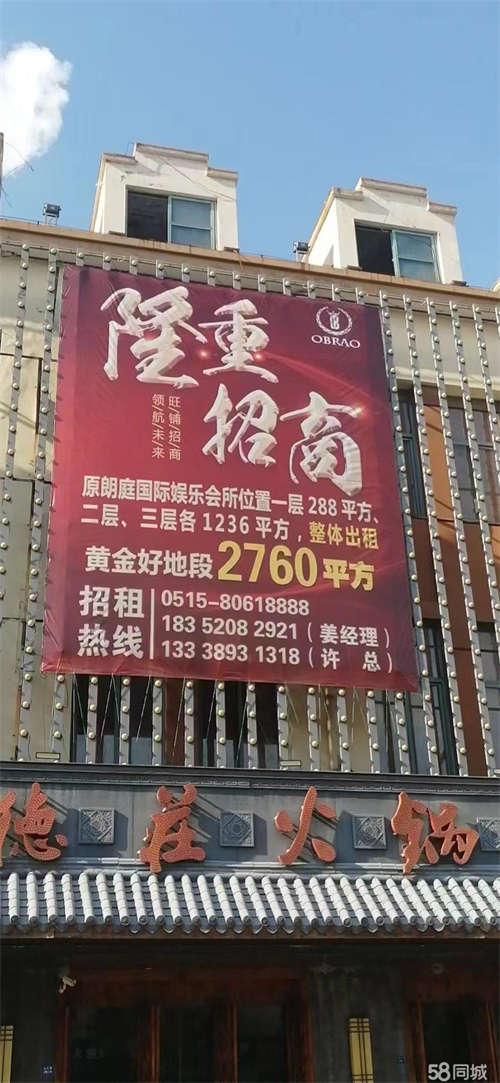 隆重
招商
OBRAO
旺/铺/招/商
领/航/未/来
原朗庭国际娱乐会所位置一层288平方、
二层、三层各1236平方，整体出租
黄金好地段2760平方
招租热线
0515-80618888
183 5208 2921（姜经理）
133 3893 1318（许 总）
德莊火锅
58同城